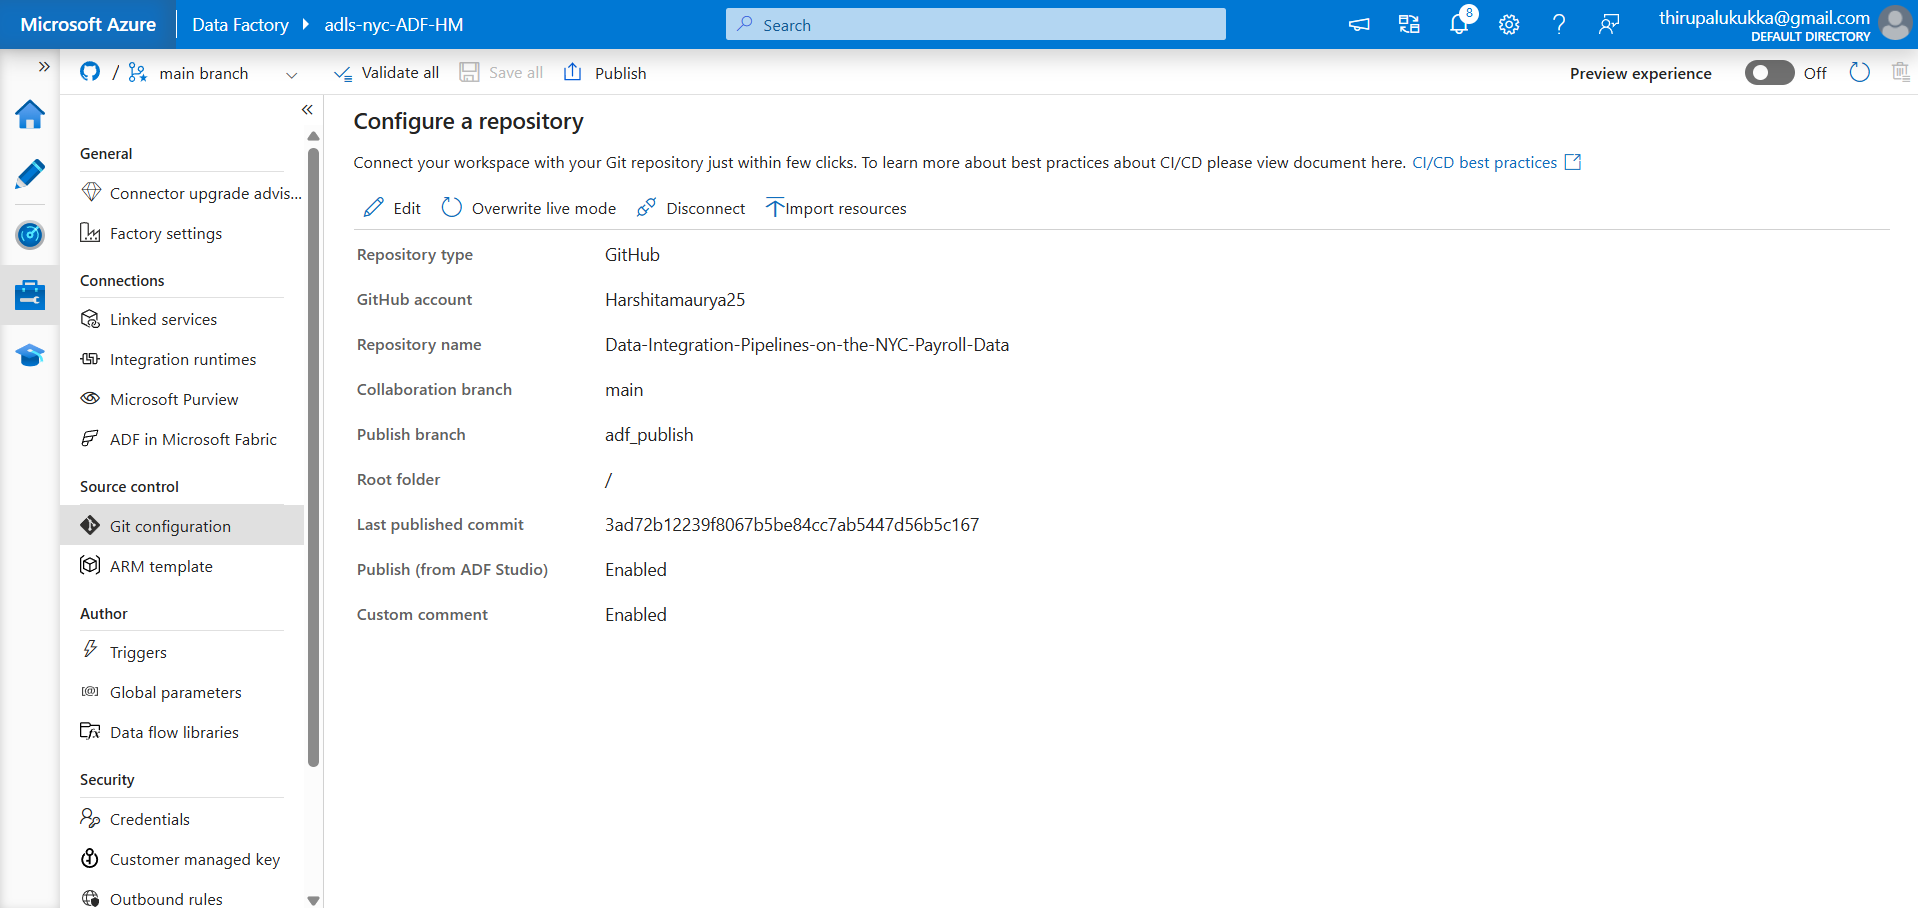 Microsoft Azure
Data Factory
adls-nyc-ADF-HM
Search
8
thirupalukukka@gmail.com
DEFAULT DIRECTORY
/ main branch
Validate all
Save all
Publish
Preview experience
Off
General
Connector upgrade advis...
Factory settings
Connections
Linked services
Integration runtimes
Microsoft Purview
ADF in Microsoft Fabric
Source control
Git configuration
ARM template
Author
Triggers
Global parameters
Data flow libraries
Security
Credentials
Customer managed key
Outbound rules
Configure a repository
Connect your workspace with your Git repository just within few clicks. To learn more about best practices about CI/CD please view document here. CI/CD best practices
Edit
Overwrite live mode
Disconnect
Import resources
Repository type GitHub
GitHub account Harshitamaurya25
Repository name Data-Integration-Pipelines-on-the-NYC-Payroll-Data
Collaboration branch main
Publish branch adf_publish
Root folder /
Last published commit 3ad72b12239f8067b5be84cc7ab5447d56b5c167
Publish (from ADF Studio) Enabled
Custom comment Enabled